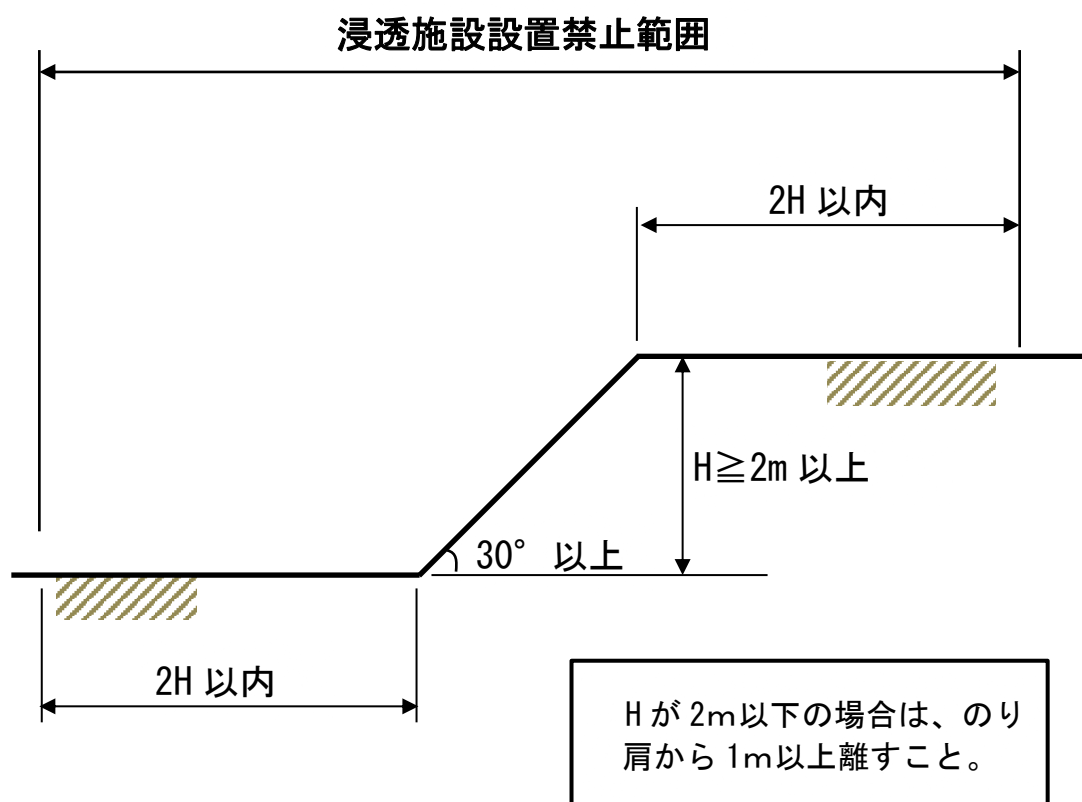 浸透施設設置禁止範囲
2H 以内
H≧2m 以上
30° 以上
2H 以内
H が 2m以下の場合は、のり
肩から 1m以上離すこと。